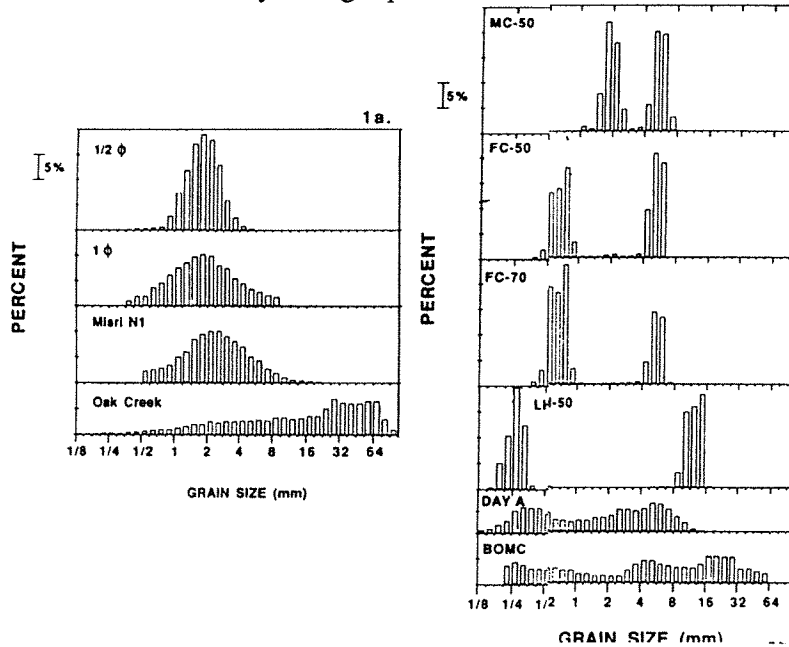 1a.
5%
1/2 φ
1 φ
Misri N1
Oak Creek
PERCENT
1/8 1/4 1/2 1 2 4 8 16 32 64
GRAIN SIZE (mm)
MC-50
5%
FC-50
FC-70
LH-50
DAY A
BOMC
PERCENT
1/8 1/4 1/2 1 2 4 8 16 32 64
GRAIN SIZE (mm)